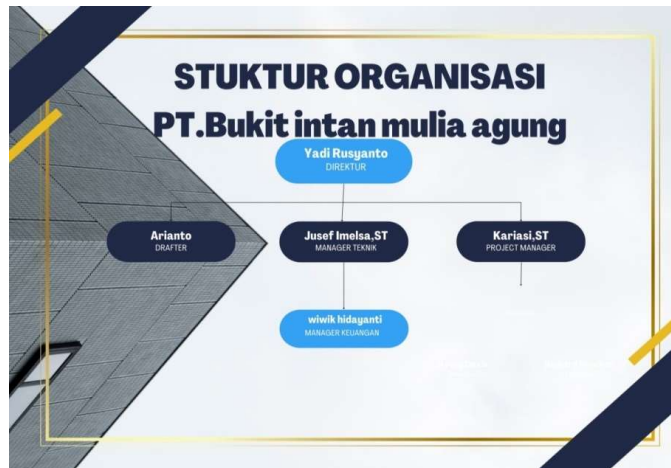 STUKTUR ORGANISASI
PT.Bukit intan mulia agung
Yadi Rusyanto
DIREKTUR
Arianto
DRAFTER
Jusef Imelsa,ST
MANAGER TEKNIK
Kariasi,ST
PROJECT MANAGER
wiwik hidayanti
MANAGER KEUANGAN